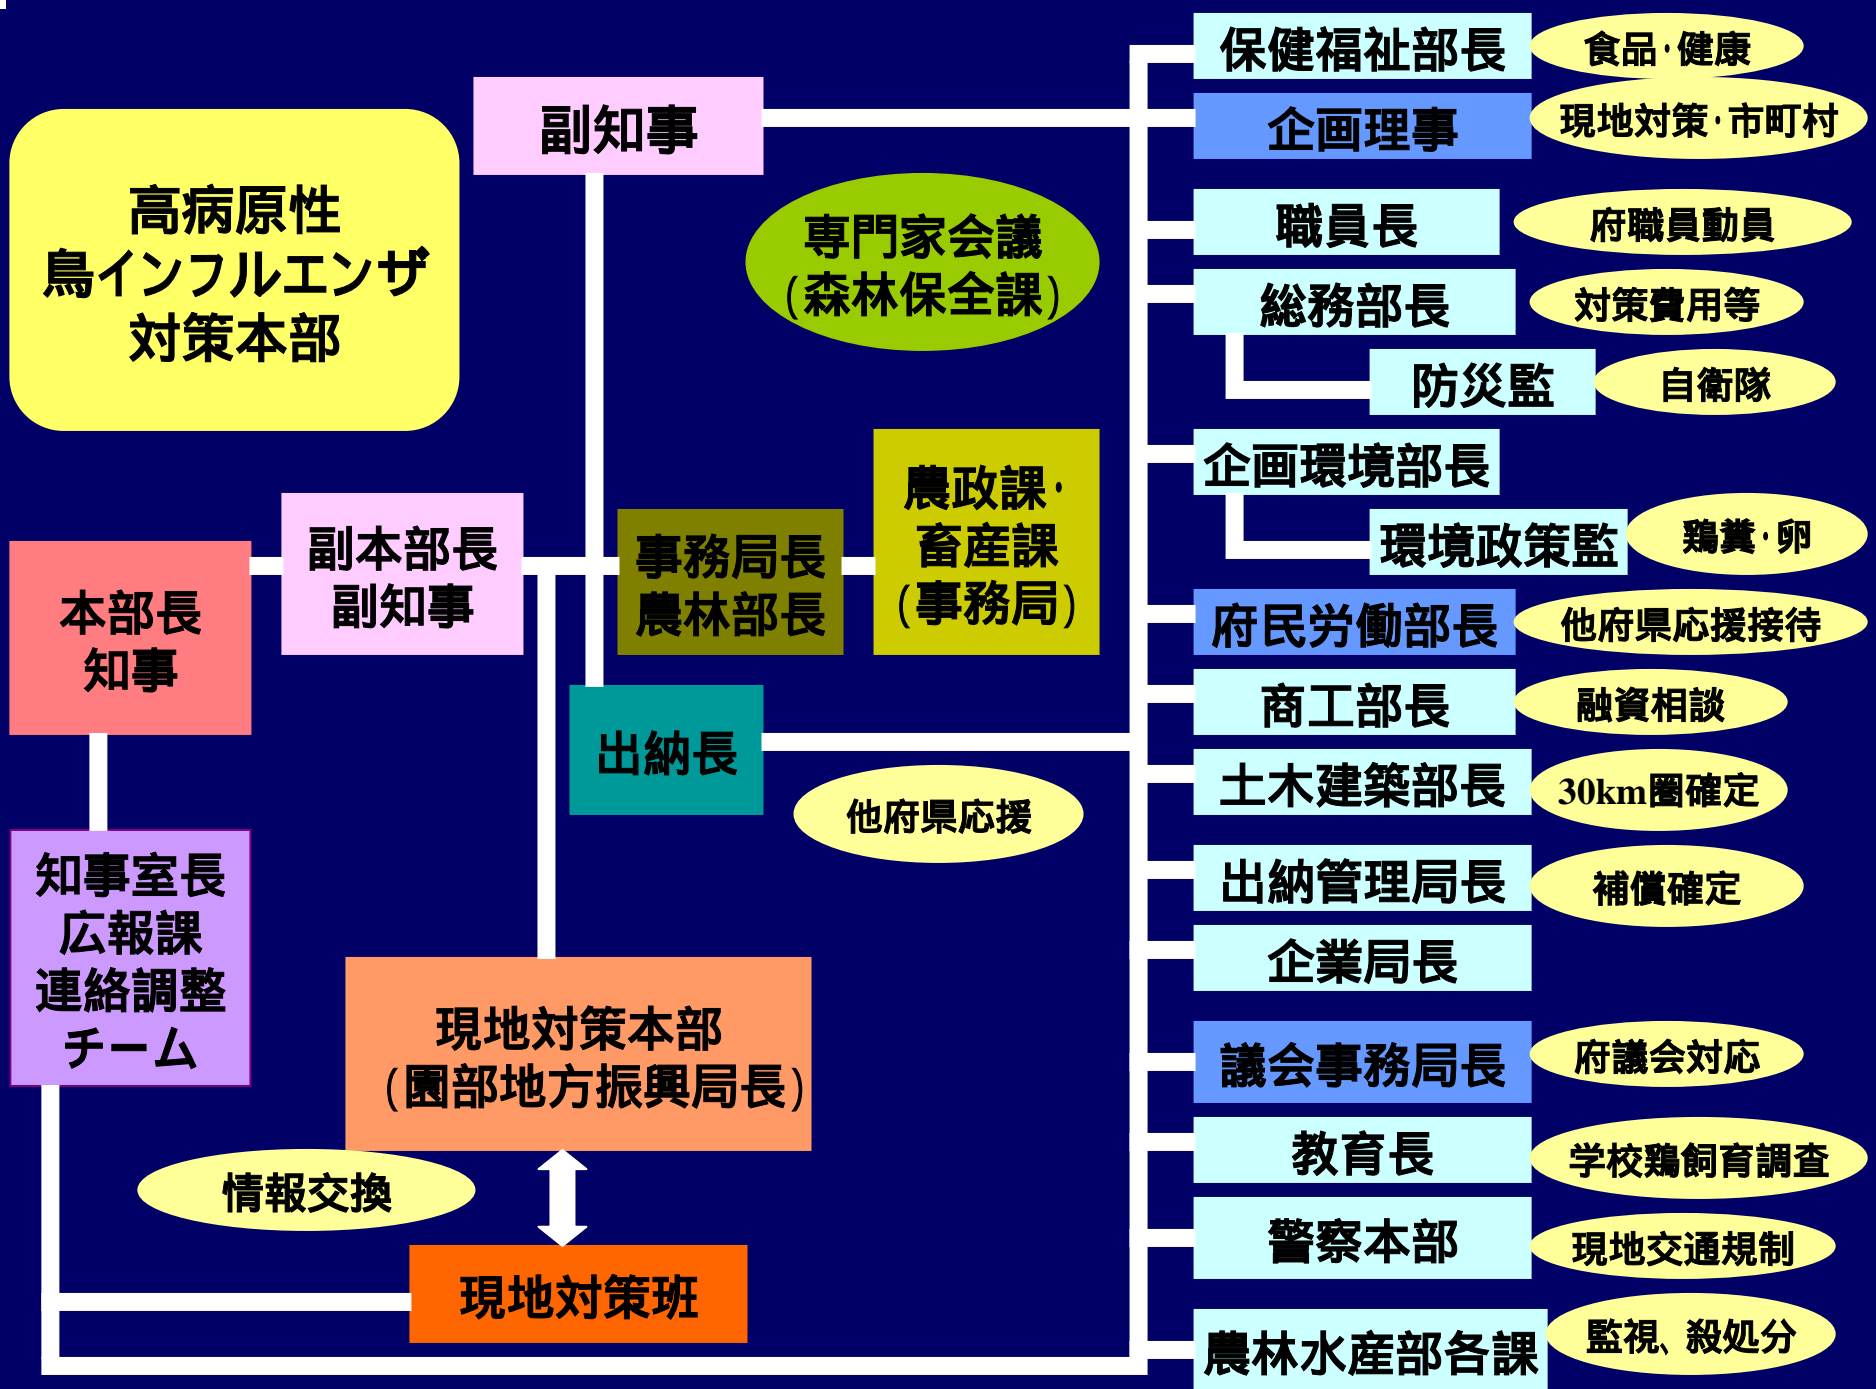 高病原性
鳥インフルエンザ
対策本部
副知事
専門家会議
(森林保全課)
本部長
知事
副本部長
副知事
事務局長
農林部長
農政課･
畜産課
(事務局)
出納長
他府県応援
知事室長
広報課
連絡調整
チーム
現地対策本部
(園部地方振興局長)
情報交換
現地対策班
保健福祉部長
食品･健康
企画理事
現地対策･市町村
職員長
府職員動員
総務部長
対策費用等
防災監
自衛隊
企画環境部長
環境政策監
鶏糞･卵
府民労働部長
他府県応援接待
商工部長
融資相談
土木建築部長
30km圏確定
出納管理局長
補償確定
企業局長
議会事務局長
府議会対応
教育長
学校鶏飼育調査
警察本部
現地交通規制
農林水産部各課
監視、殺処分